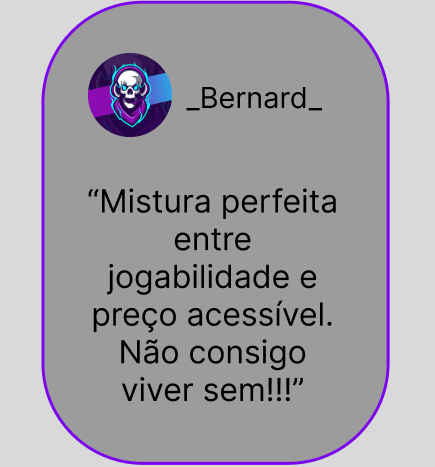 _Bernard_
“Mistura perfeita
entre
jogabilidade e
preço acessível.
Não consigo
viver sem!!!”